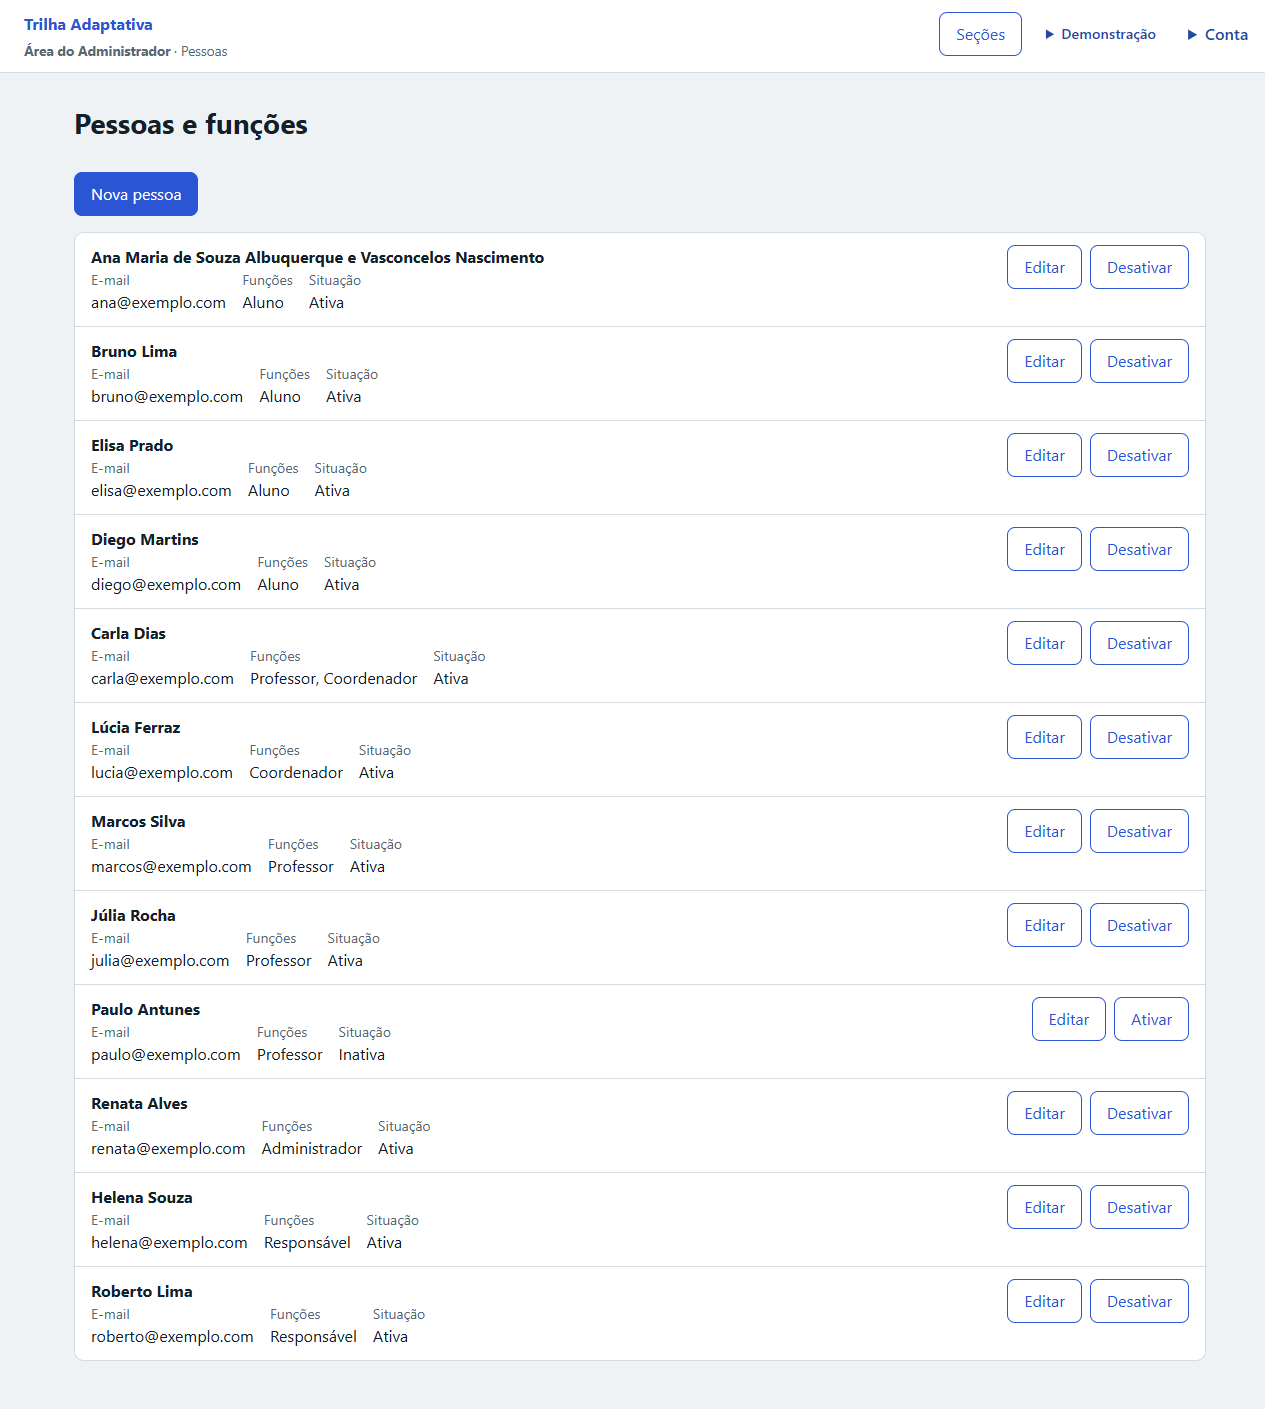 Trilha Adaptativa
Área do Administrador · Pessoas
Seções
Demonstração
Conta
Pessoas e funções
Nova pessoa
Ana Maria de Souza Albuquerque e Vasconcelos Nascimento
E-mail Funções Situação
ana@exemplo.com Aluno Ativa
Editar Desativar
Bruno Lima
E-mail Funções Situação
bruno@exemplo.com Aluno Ativa
Editar Desativar
Elisa Prado
E-mail Funções Situação
elisa@exemplo.com Aluno Ativa
Editar Desativar
Diego Martins
E-mail Funções Situação
diego@exemplo.com Aluno Ativa
Editar Desativar
Carla Dias
E-mail Funções Situação
carla@exemplo.com Professor, Coordenador Ativa
Editar Desativar
Lúcia Ferraz
E-mail Funções Situação
lucia@exemplo.com Coordenador Ativa
Editar Desativar
Marcos Silva
E-mail Funções Situação
marcos@exemplo.com Professor Ativa
Editar Desativar
Júlia Rocha
E-mail Funções Situação
julia@exemplo.com Professor Ativa
Editar Desativar
Paulo Antunes
E-mail Funções Situação
paulo@exemplo.com Professor Inativa
Editar Ativar
Renata Alves
E-mail Funções Situação
renata@exemplo.com Administrador Ativa
Editar Desativar
Helena Souza
E-mail Funções Situação
helena@exemplo.com Responsável Ativa
Editar Desativar
Roberto Lima
E-mail Funções Situação
roberto@exemplo.com Responsável Ativa
Editar Desativar